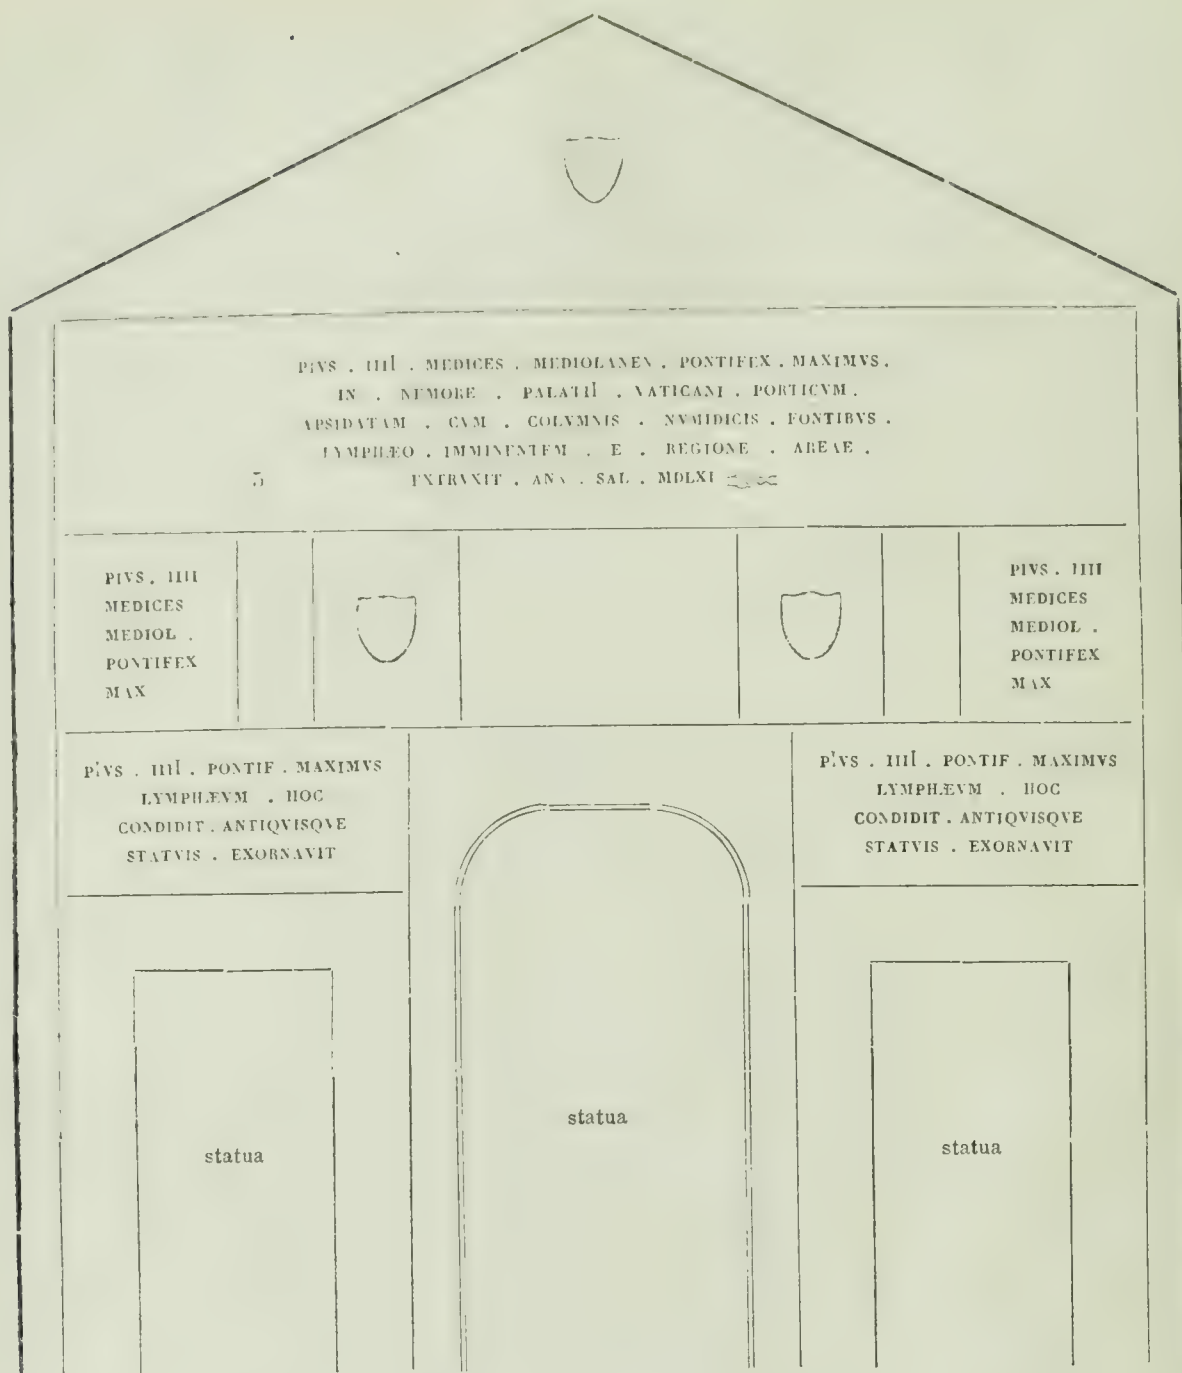 PIVS . IIII . MEDICES . MEDIOLANEN . PONTIFEX . MAXIMVS .
IN . NEMORE . PALATII . VATICANI . PORTICVM .
APSIDATAM . CVM . COLVMNIS . NVMIDICIS . FONTIBVS .
LYMPHÆO . IMMINENTEM . E . REGIONE . AREAE .
5 EXTRVXIT . ANN . SAL . MDLXI
PIVS . IIII
MEDICES
MEDIOL .
PONTIFEX
MAX
PIVS . IIII
MEDICES
MEDIOL .
PONTIFEX
MAX
PIVS . IIII . PONTIF . MAXIMVS
LYMPHÆVM . HOC
CONDIDIT . ANTIQVISQVE
STATVIS . EXORNAVIT
PIVS . IIII . PONTIF . MAXIMVS
LYMPHÆVM . HOC
CONDIDIT . ANTIQVISQVE
STATVIS . EXORNAVIT
statua
statua
statua